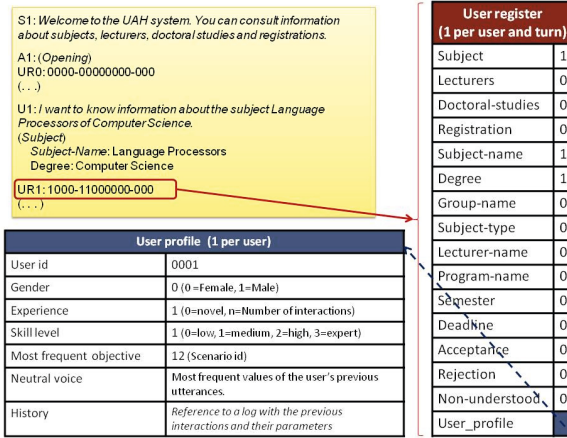 S1: Welcome to the UAH system. You can consult information
about subjects, lecturers, doctoral studies and registrations.
A1: (Opening)
UR0: 0000-00000000-000
(. . .)
U1: I want to know information about the subject Language
Processors of Computer Science.
(Subject)
Subject-Name: Language Processors
Degree: Computer Science
UR1: 1000-11000000-000
(. . .)
User profile (1 per user)
User id 0001
Gender 0 (0=Female, 1=Male)
Experience 1 (0=novel, n=Number of interactions)
Skill level 1 (0=low, 1=medium, 2=high, 3=expert)
Most frequent objective 12 (Scenario id)
Neutral voice Most frequent values of the user's previous
utterances.
History Reference to a log with the previous
interactions and their parameters
User register
(1 per user and turn)
Subject 1
Lecturers 0
Doctoral-studies 0
Registration 0
Subject-name 1
Degree 1
Group-name 0
Subject-type 0
Lecturer-name 0
Program-name 0
Semester 0
Deadline 0
Acceptance 0
Rejection 0
Non-understood 0
User_profile